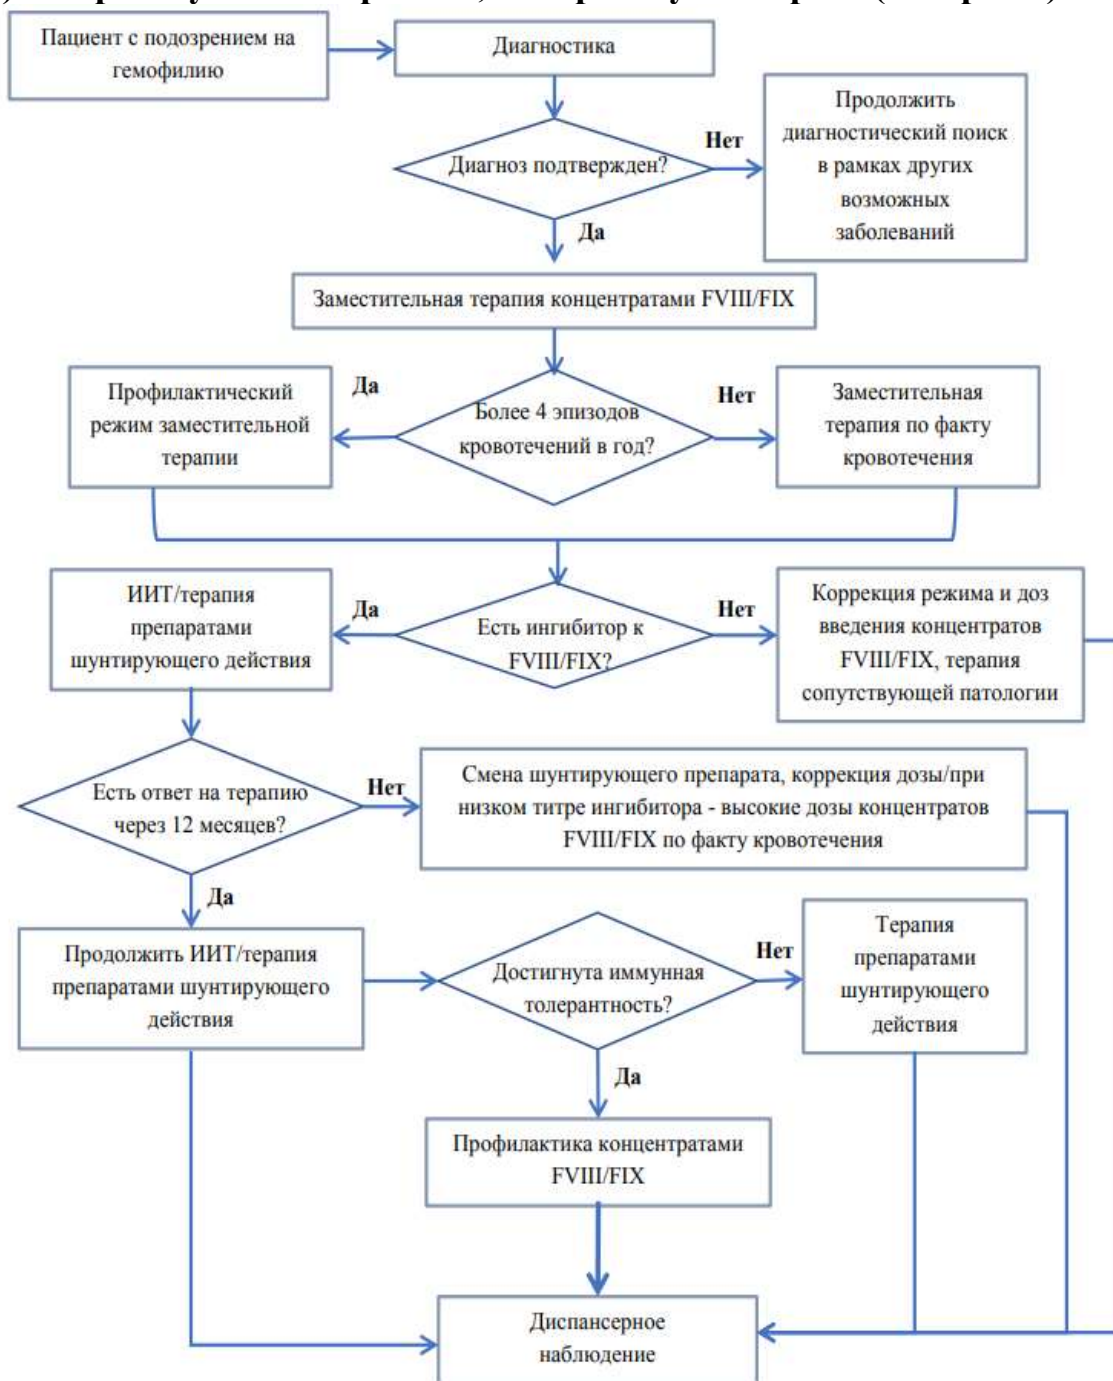 Пациент с подозрением на
гемофилию
Диагностика
Продолжить
диагностический поиск
в рамках других
возможных
заболеваний
Нет
Диагноз подтвержден?
Да
Заместительная терапия концентратами FVIII/FIX
Профилактический
режим заместительной
терапии
Да
Более 4 эпизодов
кровотечений в год?
Нет
Заместительная
терапия по факту
кровотечения
ИИТ/терапия
препаратами
шунтирующего действия
Да
Есть ингибитор к
FVIII/FIX?
Нет
Коррекция режима и доз
введения концентратов
FVIII/FIX, терапия
сопутствующей патологии
Есть ответ на терапию
через 12 месяцев?
Нет
Смена шунтирующего препарата, коррекция дозы/при
низком титре ингибитора - высокие дозы концентратов
FVIII/FIX по факту кровотечения
Да
Продолжить ИИТ/терапия
препаратами шунтирующего
действия
Достигнута иммунная
толерантность?
Нет
Терапия
препаратами
шунтирующего
действия
Да
Профилактика концентратами
FVIII/FIX
Диспансерное
наблюдение